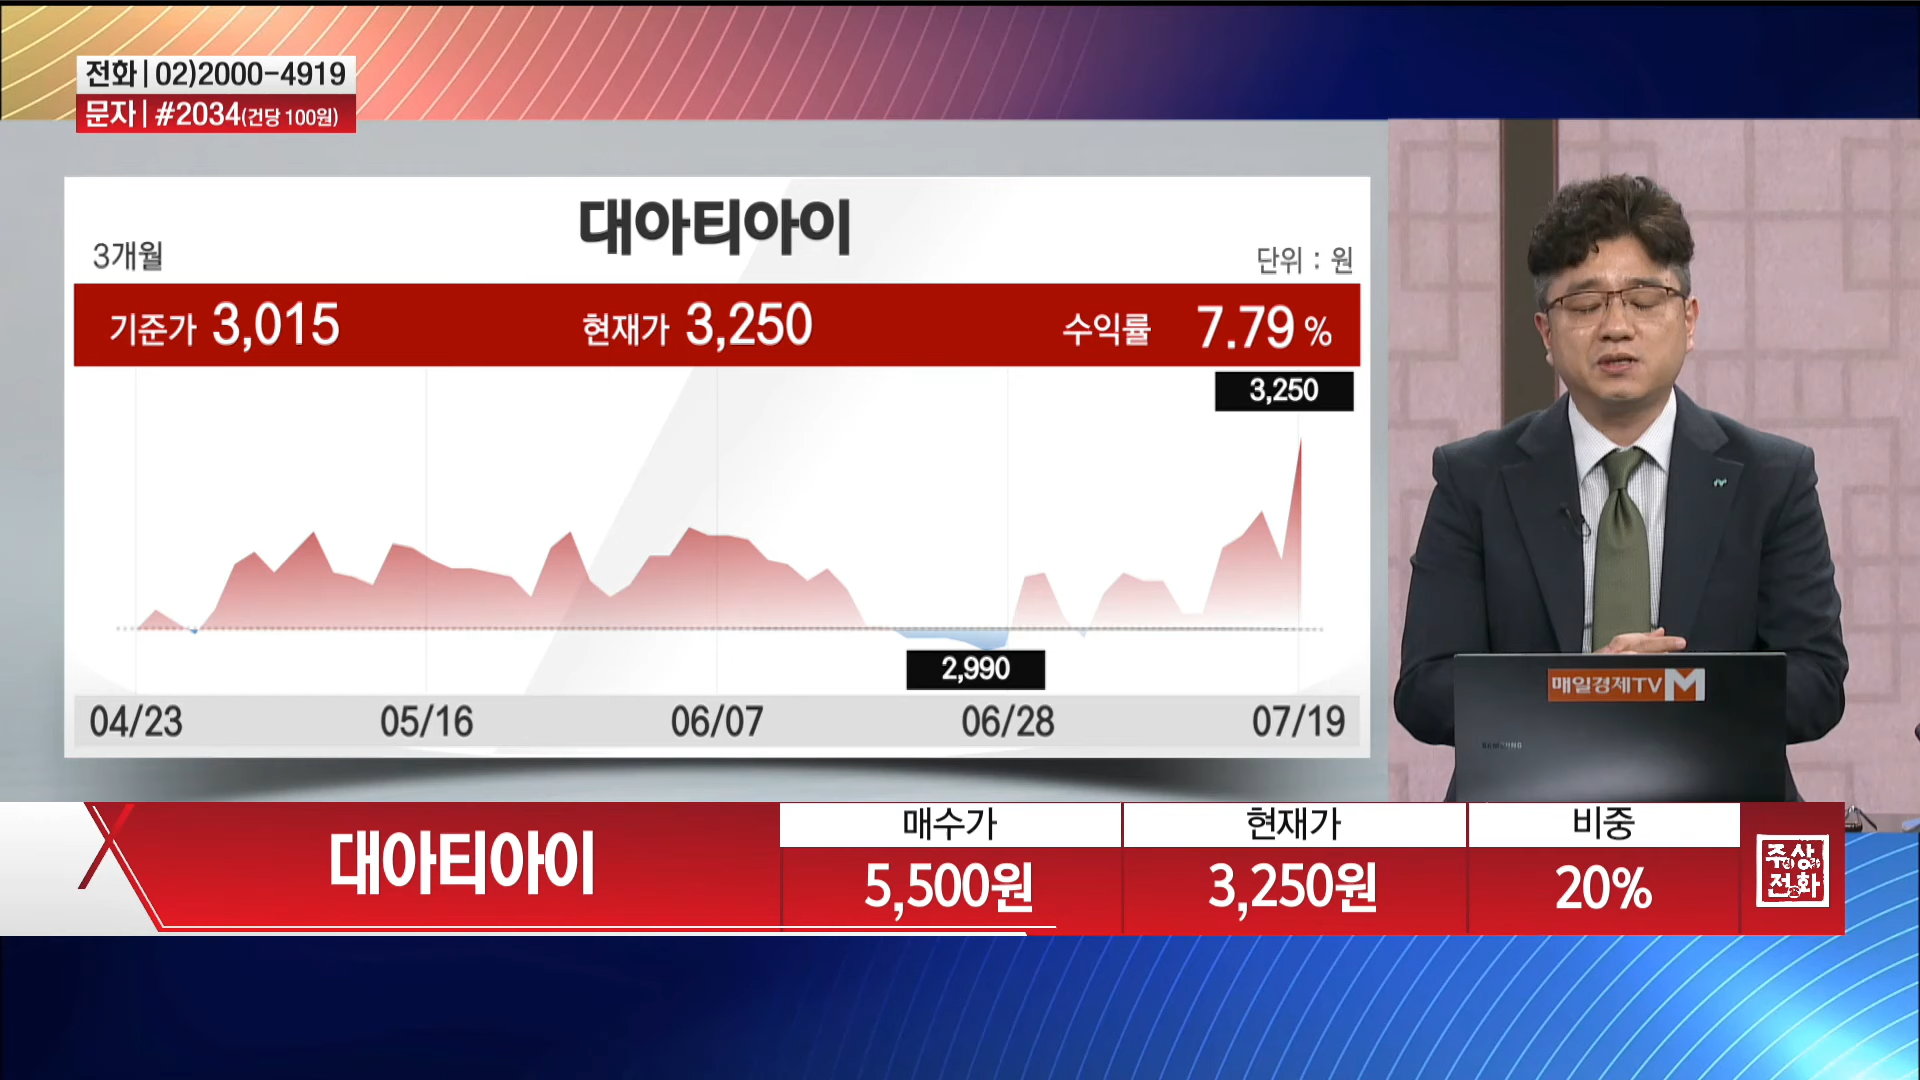 전화 | 02)2000-4919
문자 | #2034(건당 100원)
대아티아이
3개월
단위 : 원
기준가 3,015 현재가 3,250 수익률 7.79 %
3,250
2,990
04/23 05/16 06/07 06/28 07/19
매일경제TV M
SAMSUNG
대아티아이
매수가 현재가 비중
5,500원 3,250원 20%
주상
전화